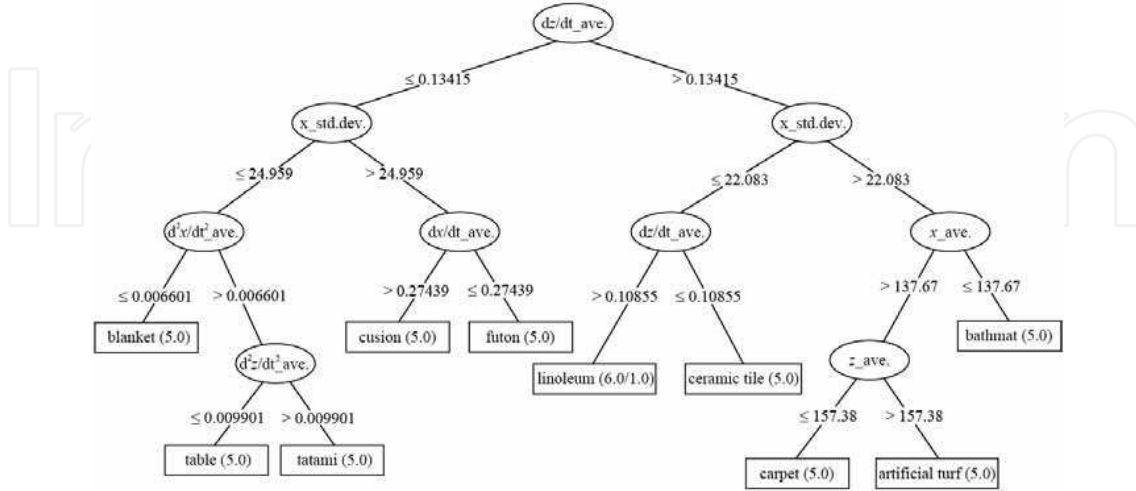 dz/dt_ave.
≤ 0.13415
> 0.13415
x_std.dev.
x_std.dev.
≤ 24.959
> 24.959
≤ 22.083
> 22.083
d²x/dt²_ave.
dx/dt_ave.
dz/dt_ave.
x_ave.
≤ 0.006601
> 0.006601
> 0.27439
≤ 0.27439
> 0.10855
≤ 0.10855
> 137.67
≤ 137.67
blanket (5.0)
cusion (5.0)
futon (5.0)
bathmat (5.0)
d²z/dt²_ave.
linoleum (6.0/1.0)
ceramic tile (5.0)
z_ave.
≤ 0.009901
> 0.009901
≤ 157.38
> 157.38
table (5.0)
tatami (5.0)
carpet (5.0)
artificial turf (5.0)